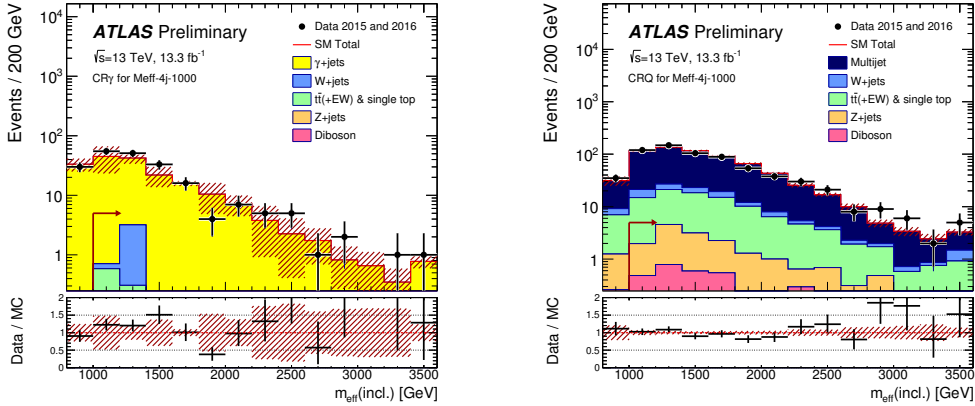 Events / 200 GeV
10⁴
10³
10²
10
1
ATLAS Preliminary
√s=13 TeV, 13.3 fb⁻¹
CRγ for Meff-4j-1000
Data 2015 and 2016
SM Total
γ+jets
W+jets
tt̄(+EW) & single top
Z+jets
Diboson
Data / MC
2
1.5
1
0.5
0
1000 1500 2000 2500 3000 3500
m_eff(incl.) [GeV]
Events / 200 GeV
10⁴
10³
10²
10
1
ATLAS Preliminary
√s=13 TeV, 13.3 fb⁻¹
CRQ for Meff-4j-1000
Data 2015 and 2016
SM Total
Multijet
W+jets
tt̄(+EW) & single top
Z+jets
Diboson
Data / MC
2
1.5
1
0.5
0
1000 1500 2000 2500 3000 3500
m_eff(incl.) [GeV]